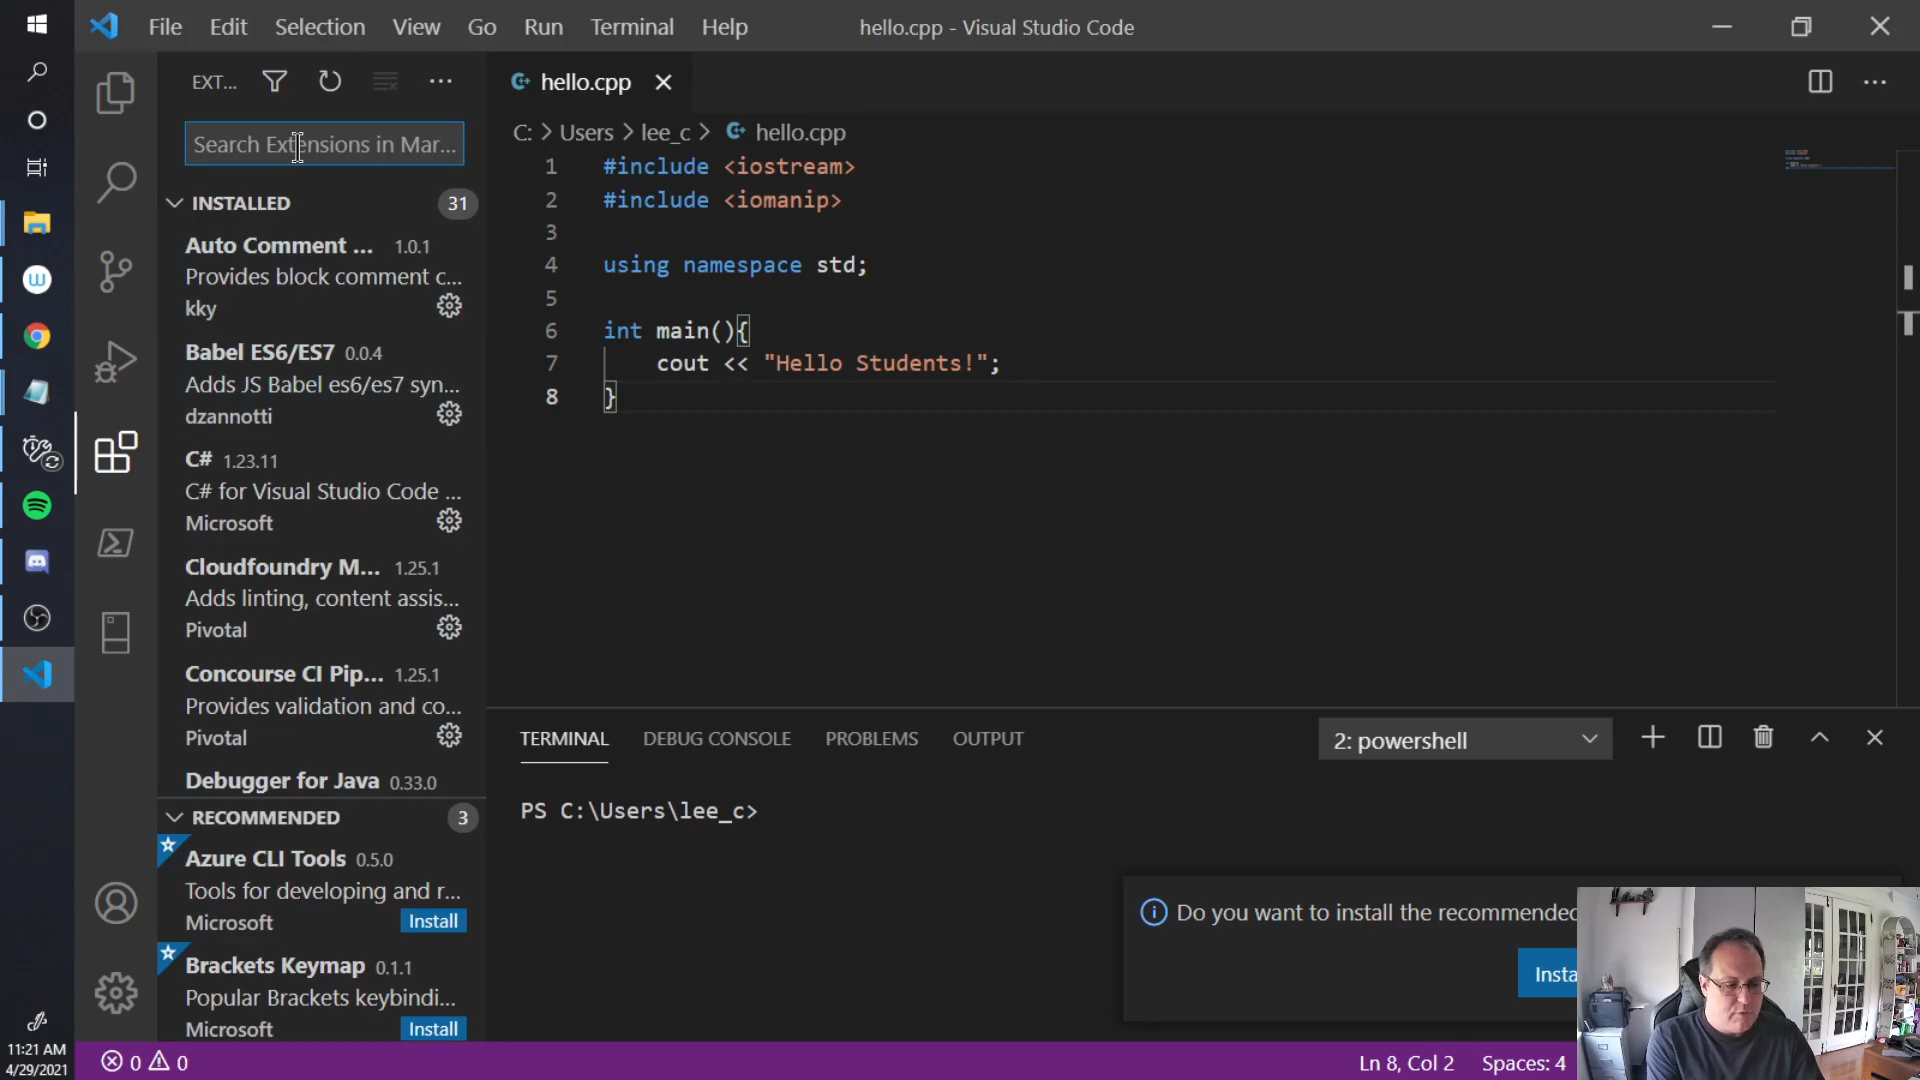 File Edit Selection View Go Run Terminal Help
hello.cpp - Visual Studio Code
EXT...
Search Extensions in Mar...
INSTALLED 31
Auto Comment ... 1.0.1
Provides block comment c...
kky
Babel ES6/ES7 0.0.4
Adds JS Babel es6/es7 syn...
dzannotti
C# 1.23.11
C# for Visual Studio Code ...
Microsoft
Cloudfoundry M... 1.25.1
Adds linting, content assis...
Pivotal
Concourse CI Pip... 1.25.1
Provides validation and co...
Pivotal
Debugger for Java 0.33.0
RECOMMENDED 3
Azure CLI Tools 0.5.0
Tools for developing and r...
Microsoft Install
Brackets Keymap 0.1.1
Popular Brackets keybindi...
Microsoft Install
hello.cpp
C: > Users > lee_c > hello.cpp
1 #include <iostream>
2 #include <iomanip>
3
4 using namespace std;
5
6 int main(){
7 cout << "Hello Students!";
8 }
TERMINAL DEBUG CONSOLE PROBLEMS OUTPUT
2: powershell
PS C:\Users\lee_c>
Do you want to install the recommended
Insta
11:21 AM
4/29/2021
0 0
Ln 8, Col 2 Spaces: 4